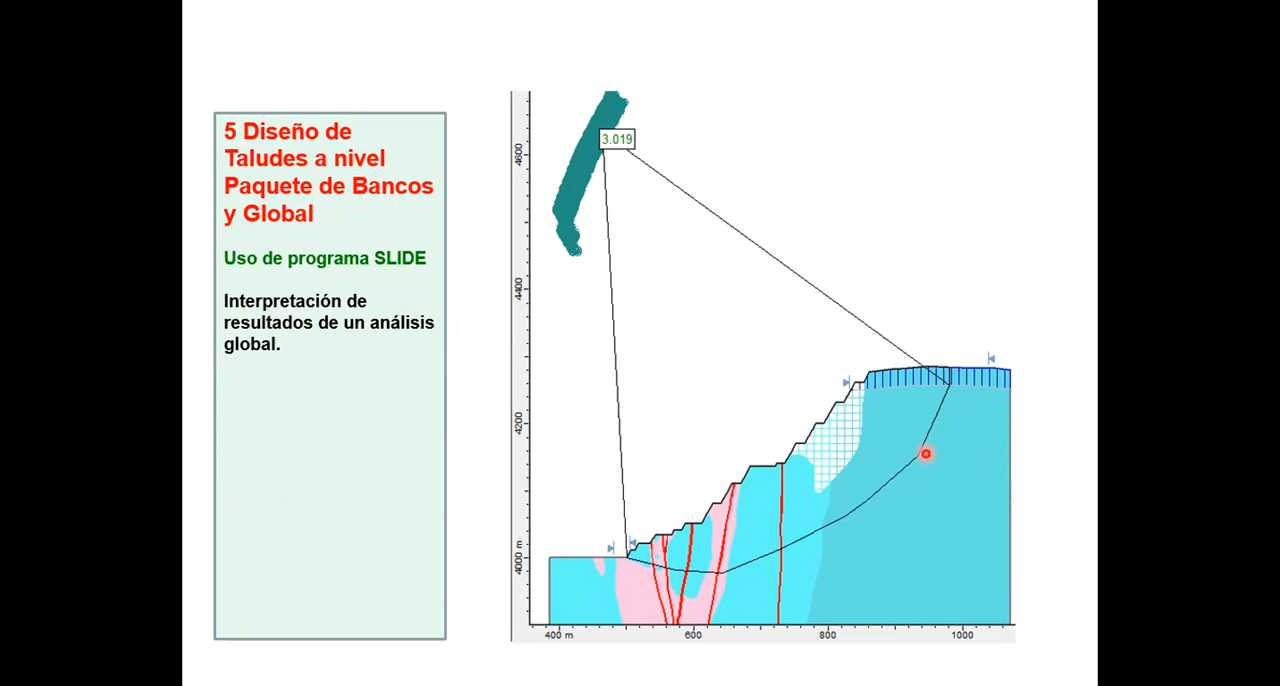 5 Diseño de
Taludes a nivel
Paquete de Bancos
y Global
Uso de programa SLIDE
Interpretación de
resultados de un análisis
global.
3.019
4600
4400
4200
4000 m
400 m
600
800
1000